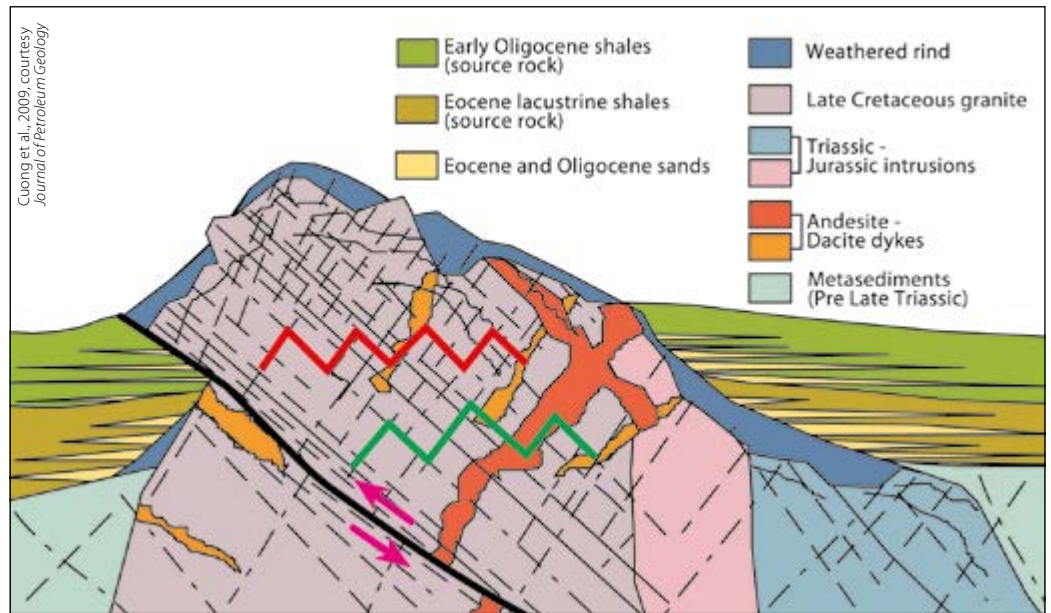 Cuong et al., 2009, courtesy
Journal of Petroleum Geology
Early Oligocene shales
(source rock)
Eocene lacustrine shales
(source rock)
Eocene and Oligocene sands
Weathered rind
Late Cretaceous granite
Triassic -
Jurassic intrusions
Andesite -
Dacite dykes
Metasediments
(Pre Late Triassic)